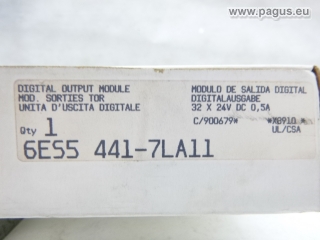 www.pagus.eu
DIGITAL OUTPUT MODULE
MOD. SORTIES TOR
UNITA D'USCITA DIGITALE
MODULO DE SALIDA DIGITAL
DIGITALAUSGABE
32 X 24V DC 0,5A
C/900679* *X8910 *
Qty 1 UL/CSA
6ES5 441-7LA11